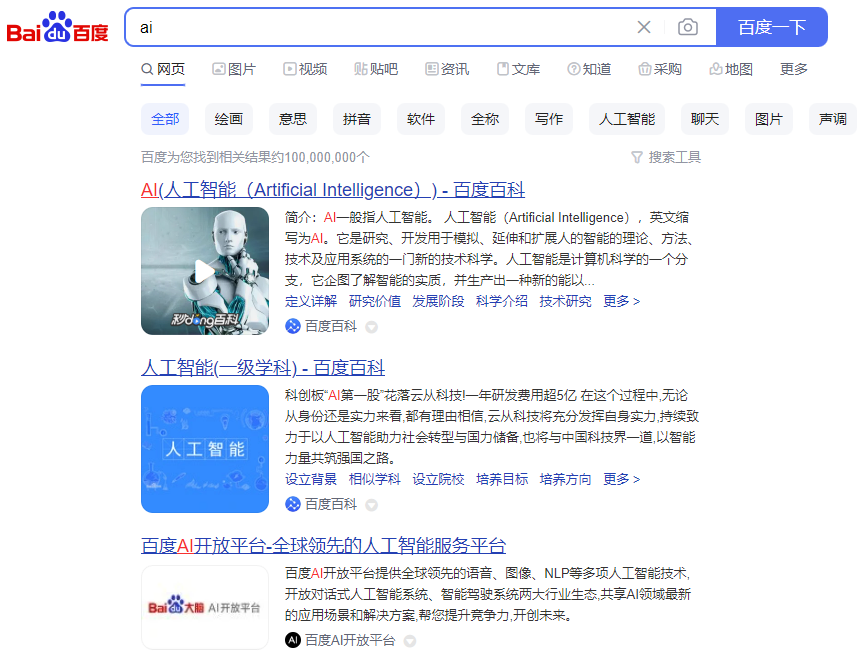 Baidu百度
ai
百度一下
网页 图片 视频 贴吧 资讯 文库 知道 采购 地图 更多
全部 绘画 意思 拼音 软件 全称 写作 人工智能 聊天 图片 声调
百度为您找到相关结果约100,000,000个
搜索工具
AI(人工智能（Artificial Intelligence）) - 百度百科
简介：AI一般指人工智能。 人工智能（Artificial Intelligence），英文缩
写为AI。它是研究、开发用于模拟、延伸和扩展人的智能的理论、方法、
技术及应用系统的一门新的技术科学。人工智能是计算机科学的一个分
支，它企图了解智能的实质，并生产出一种新的能以...
定义详解 研究价值 发展阶段 科学介绍 技术研究 更多 >
秒dong百科
百度百科
人工智能(一级学科) - 百度百科
人工智能
科创板“AI第一股”花落云从科技!一年研发费用超5亿 在这个过程中,无论
从身份还是实力来看,都有理由相信,云从科技将充分发挥自身实力,持续致
力于以人工智能助力社会转型与国力储备,也将与中国科技界一道,以智能
力量共筑强国之路。
设立背景 相似学科 设立院校 培养目标 培养方向 更多 >
百度百科
百度AI开放平台-全球领先的人工智能服务平台
Baidu大脑 AI开放平台
百度AI开放平台提供全球领先的语音、图像、NLP等多项人工智能技术,
开放对话式人工智能系统、智能驾驶系统两大行业生态,共享AI领域最新
的应用场景和解决方案,帮您提升竞争力,开创未来。
AI 百度AI开放平台